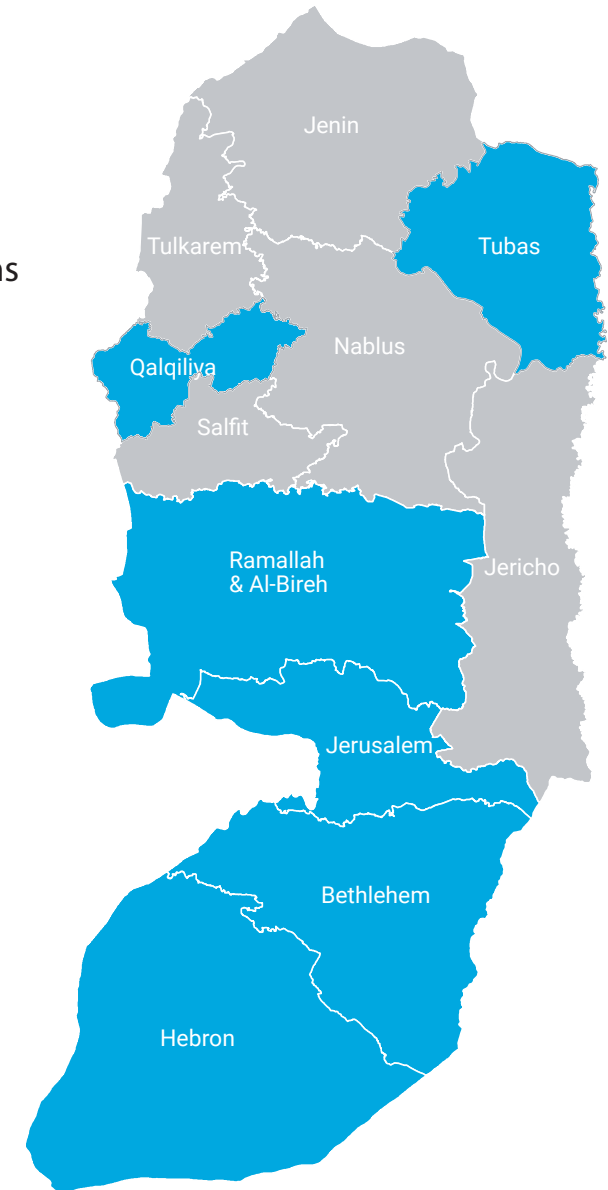 Jenin
Tubas
Tulkarem
Nablus
Qalqiliya
Salfit
Ramallah
& Al-Bireh
Jericho
Jerusalem
Bethlehem
Hebron